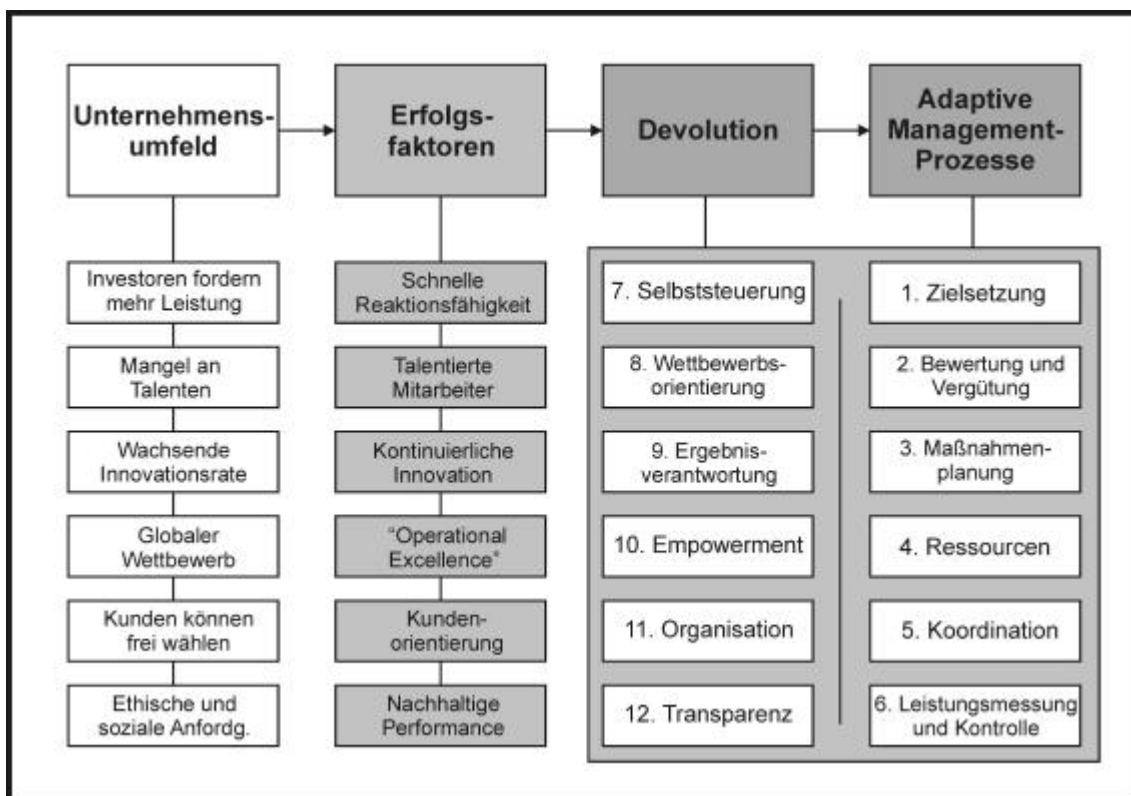 Unternehmens-
umfeld
Erfolgs-
faktoren
Devolution
Adaptive
Management-
Prozesse
Investoren fordern
mehr Leistung
Mangel an
Talenten
Wachsende
Innovationsrate
Globaler
Wettbewerb
Kunden können
frei wählen
Ethische und
soziale Anfordg.
Schnelle
Reaktionsfähigkeit
Talentierte
Mitarbeiter
Kontinuierliche
Innovation
“Operational
Excellence”
Kunden-
orientierung
Nachhaltige
Performance
7. Selbststeuerung
8. Wettbewerbs-
orientierung
9. Ergebnis-
verantwortung
10. Empowerment
11. Organisation
12. Transparenz
1. Zielsetzung
2. Bewertung und
Vergütung
3. Maßnahmen-
planung
4. Ressourcen
5. Koordination
6. Leistungsmessung
und Kontrolle